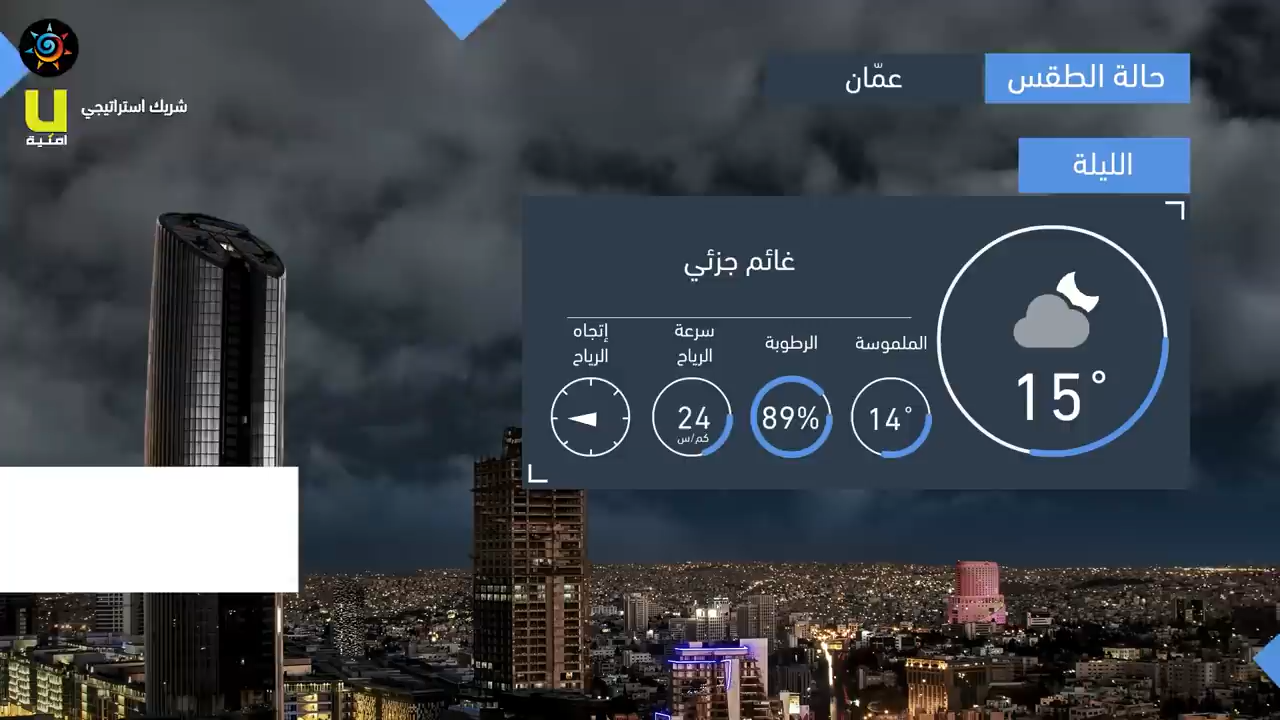 حالة الطقس
عمّان
شريك استراتيجي
امنية
الليلة
غائم جزئي
15°
الملموسة
14°
الرطوبة
89%
سرعة
الرياح
24
كم/س
إتجاه
الرياح